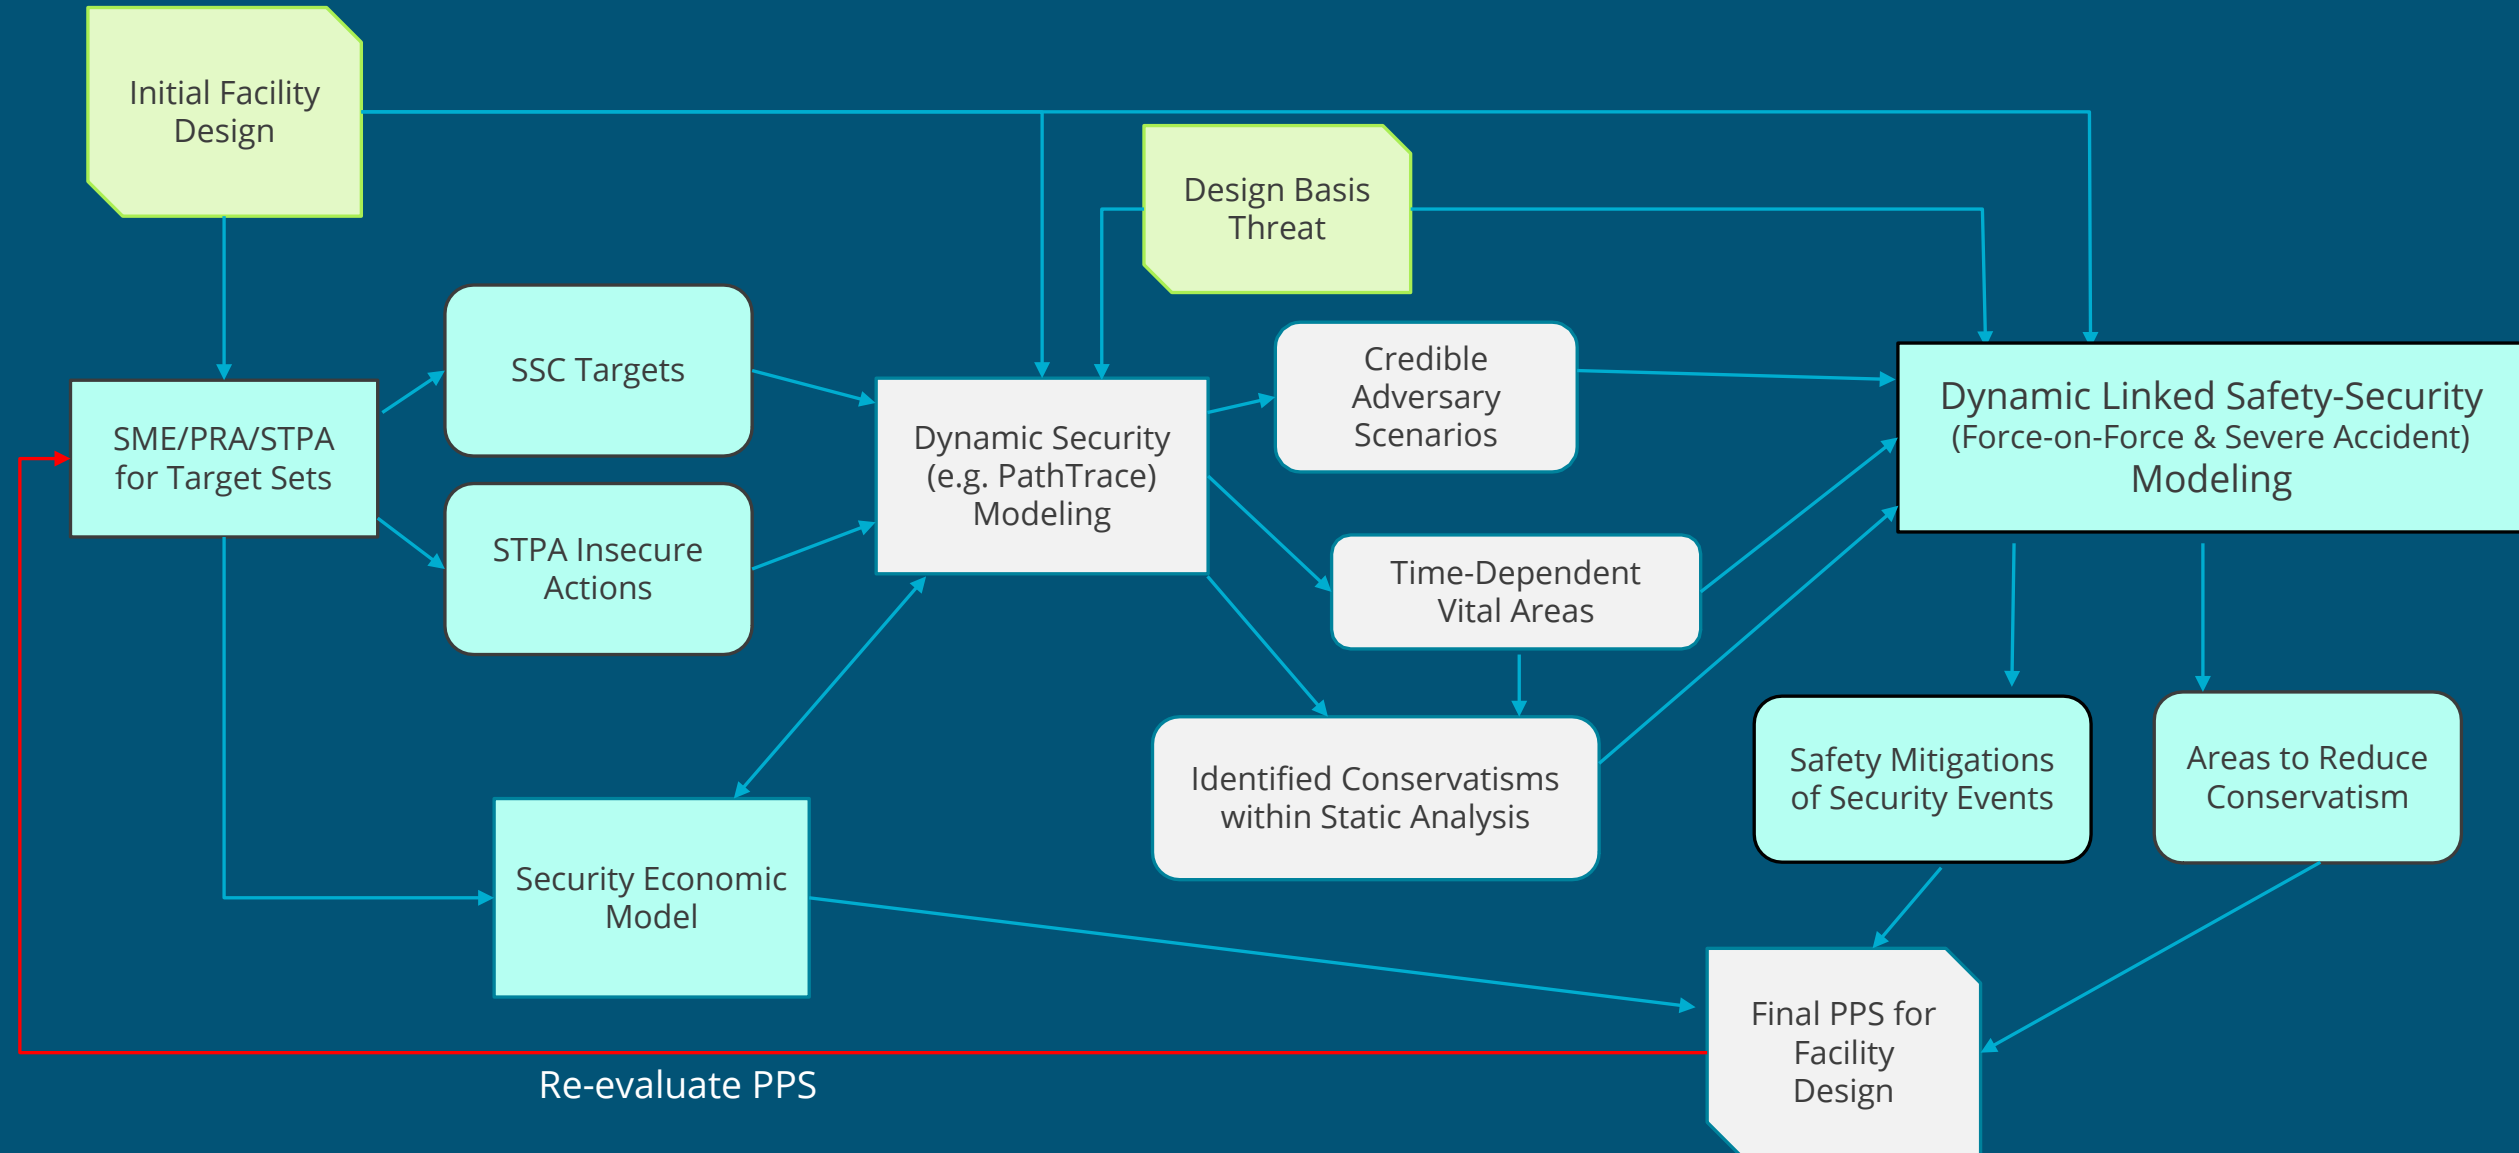 Initial Facility
Design
Design Basis
Threat
SSC Targets
Credible
Adversary
Scenarios
SME/PRA/STPA
for Target Sets
Dynamic Security
(e.g. PathTrace)
Modeling
Dynamic Linked Safety-Security
(Force-on-Force & Severe Accident)
Modeling
STPA Insecure
Actions
Time-Dependent
Vital Areas
Identified Conservatisms
within Static Analysis
Safety Mitigations
of Security Events
Areas to Reduce
Conservatism
Security Economic
Model
Final PPS for
Facility
Design
Re-evaluate PPS